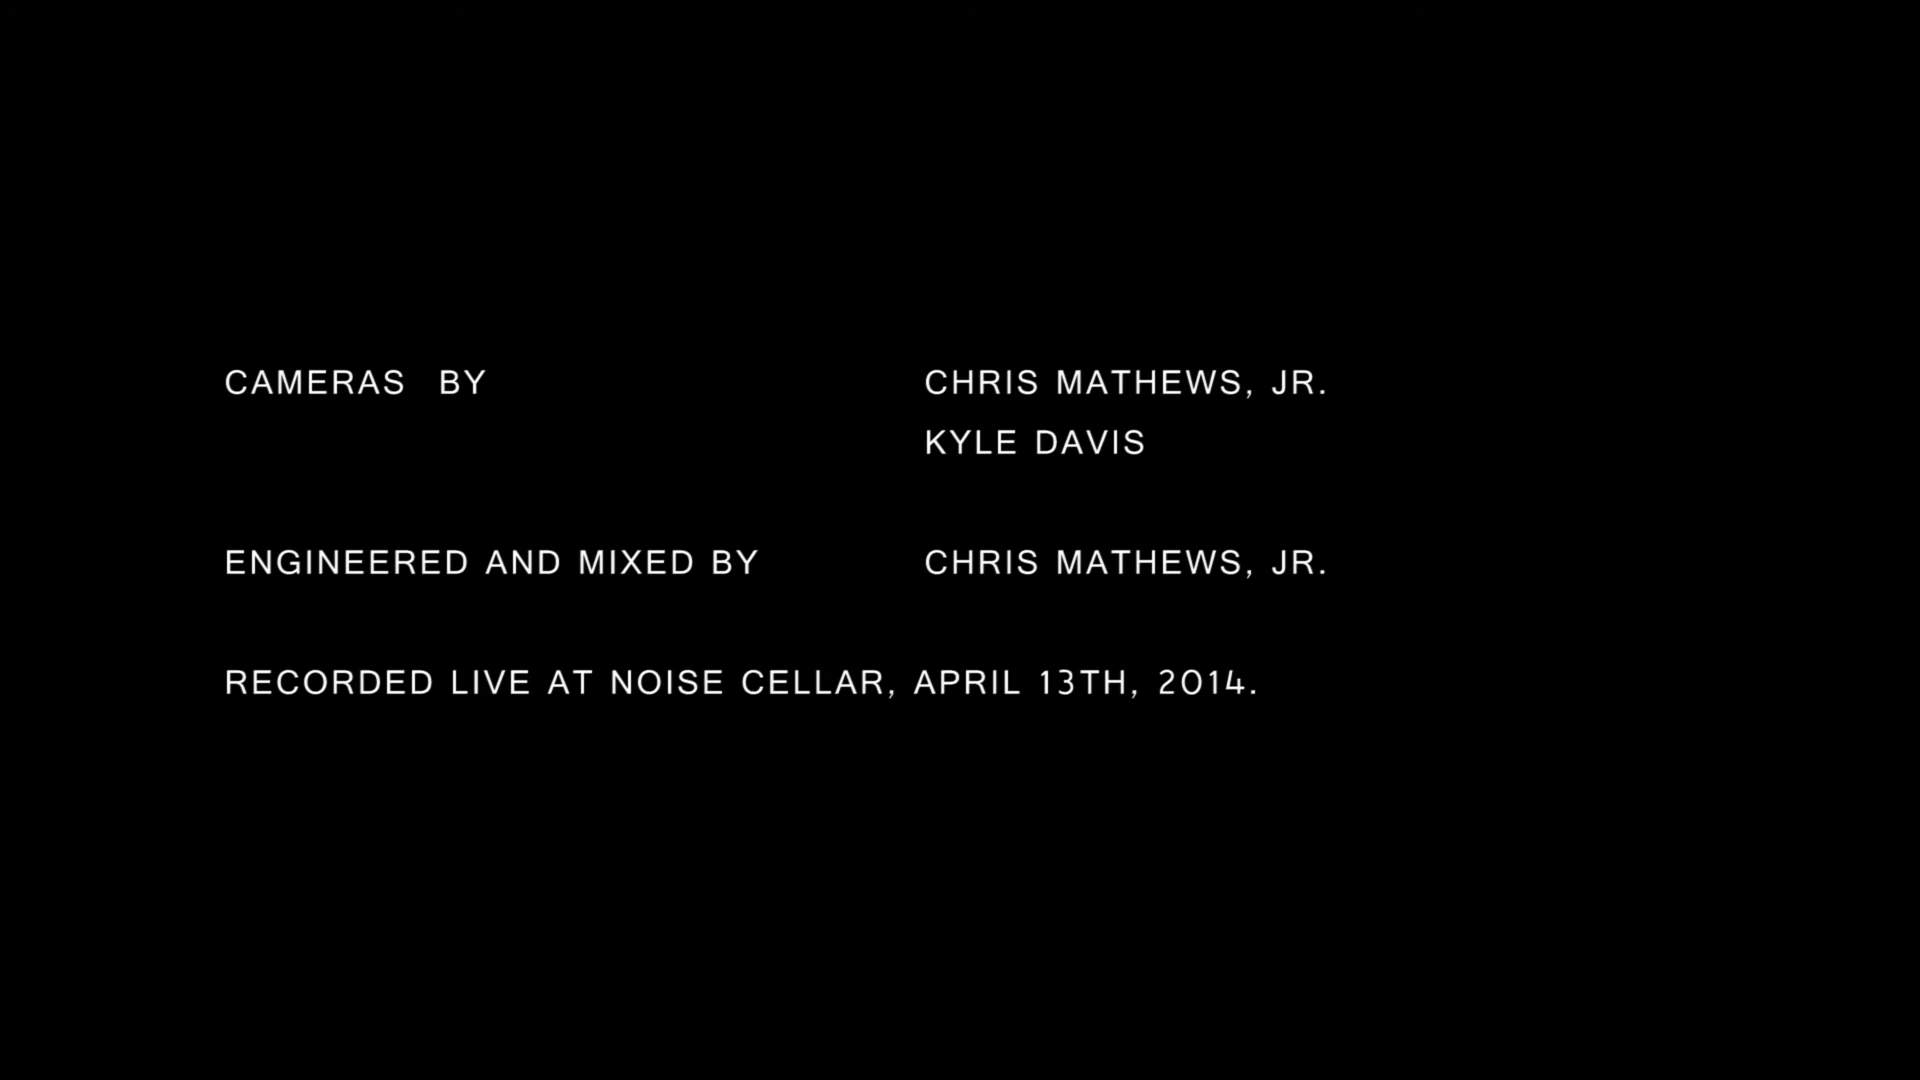 CAMERAS BY CHRIS MATHEWS, JR.
KYLE DAVIS
ENGINEERED AND MIXED BY CHRIS MATHEWS, JR.
RECORDED LIVE AT NOISE CELLAR, APRIL 13TH, 2014.